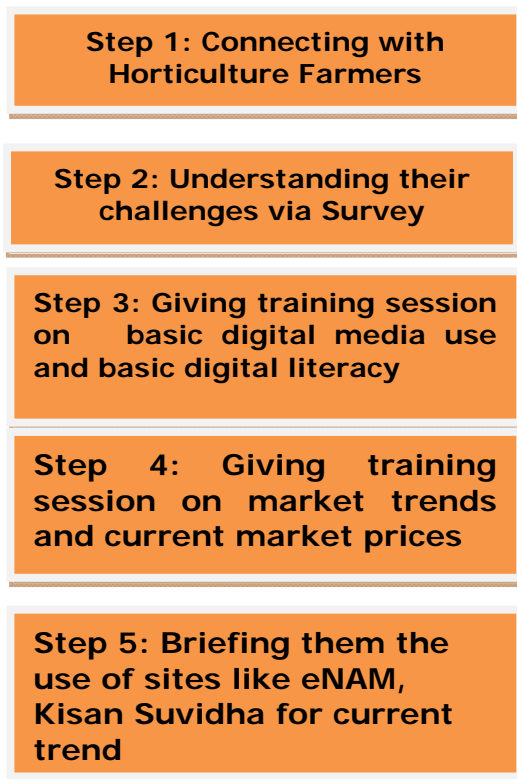 Step 1: Connecting with
Horticulture Farmers
Step 2: Understanding their
challenges via Survey
Step 3: Giving training session
on basic digital media use
and basic digital literacy
Step 4: Giving training
session on market trends
and current market prices
Step 5: Briefing them the
use of sites like eNAM,
Kisan Suvidha for current
trend